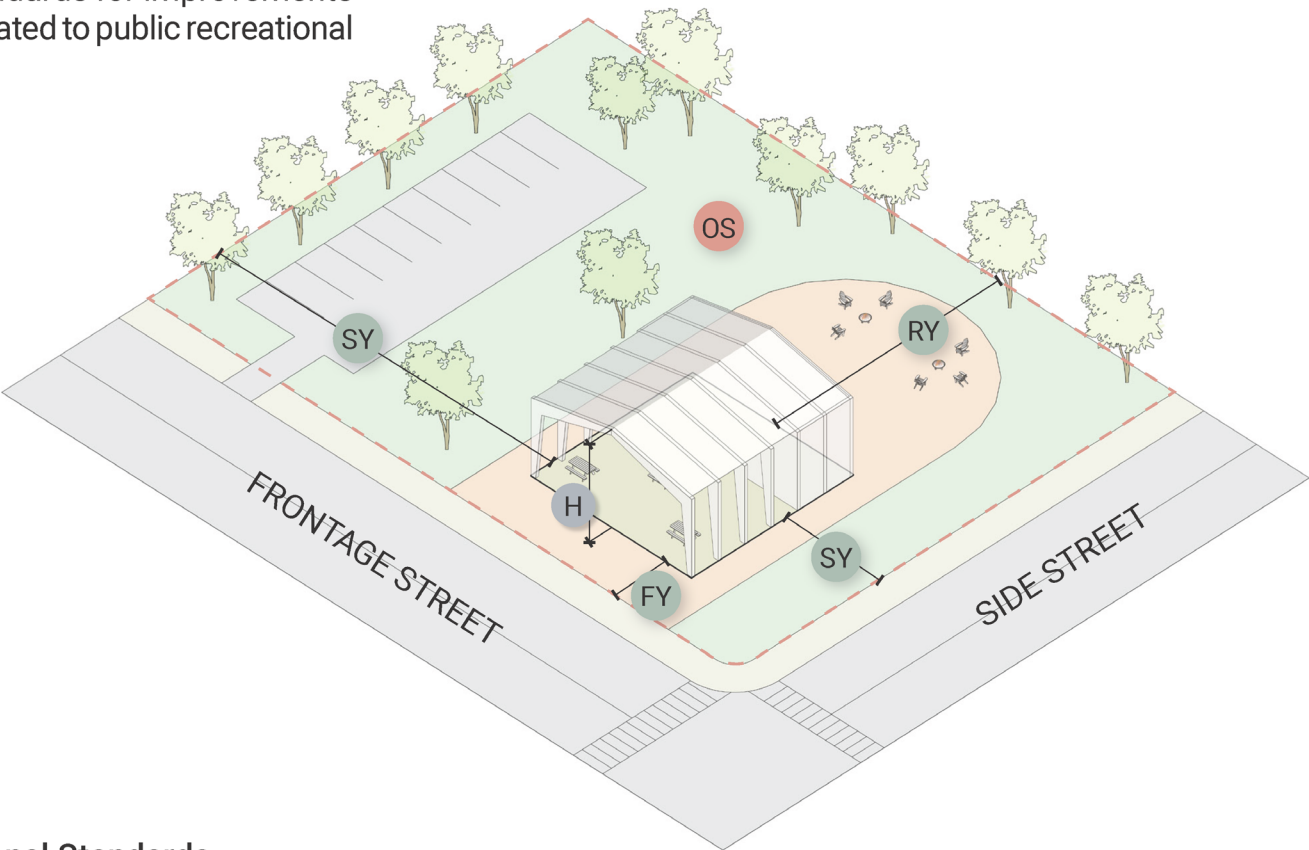 ated to public recreational
OS
RY
SY
H
SY
FY
FRONTAGE STREET
SIDE STREET